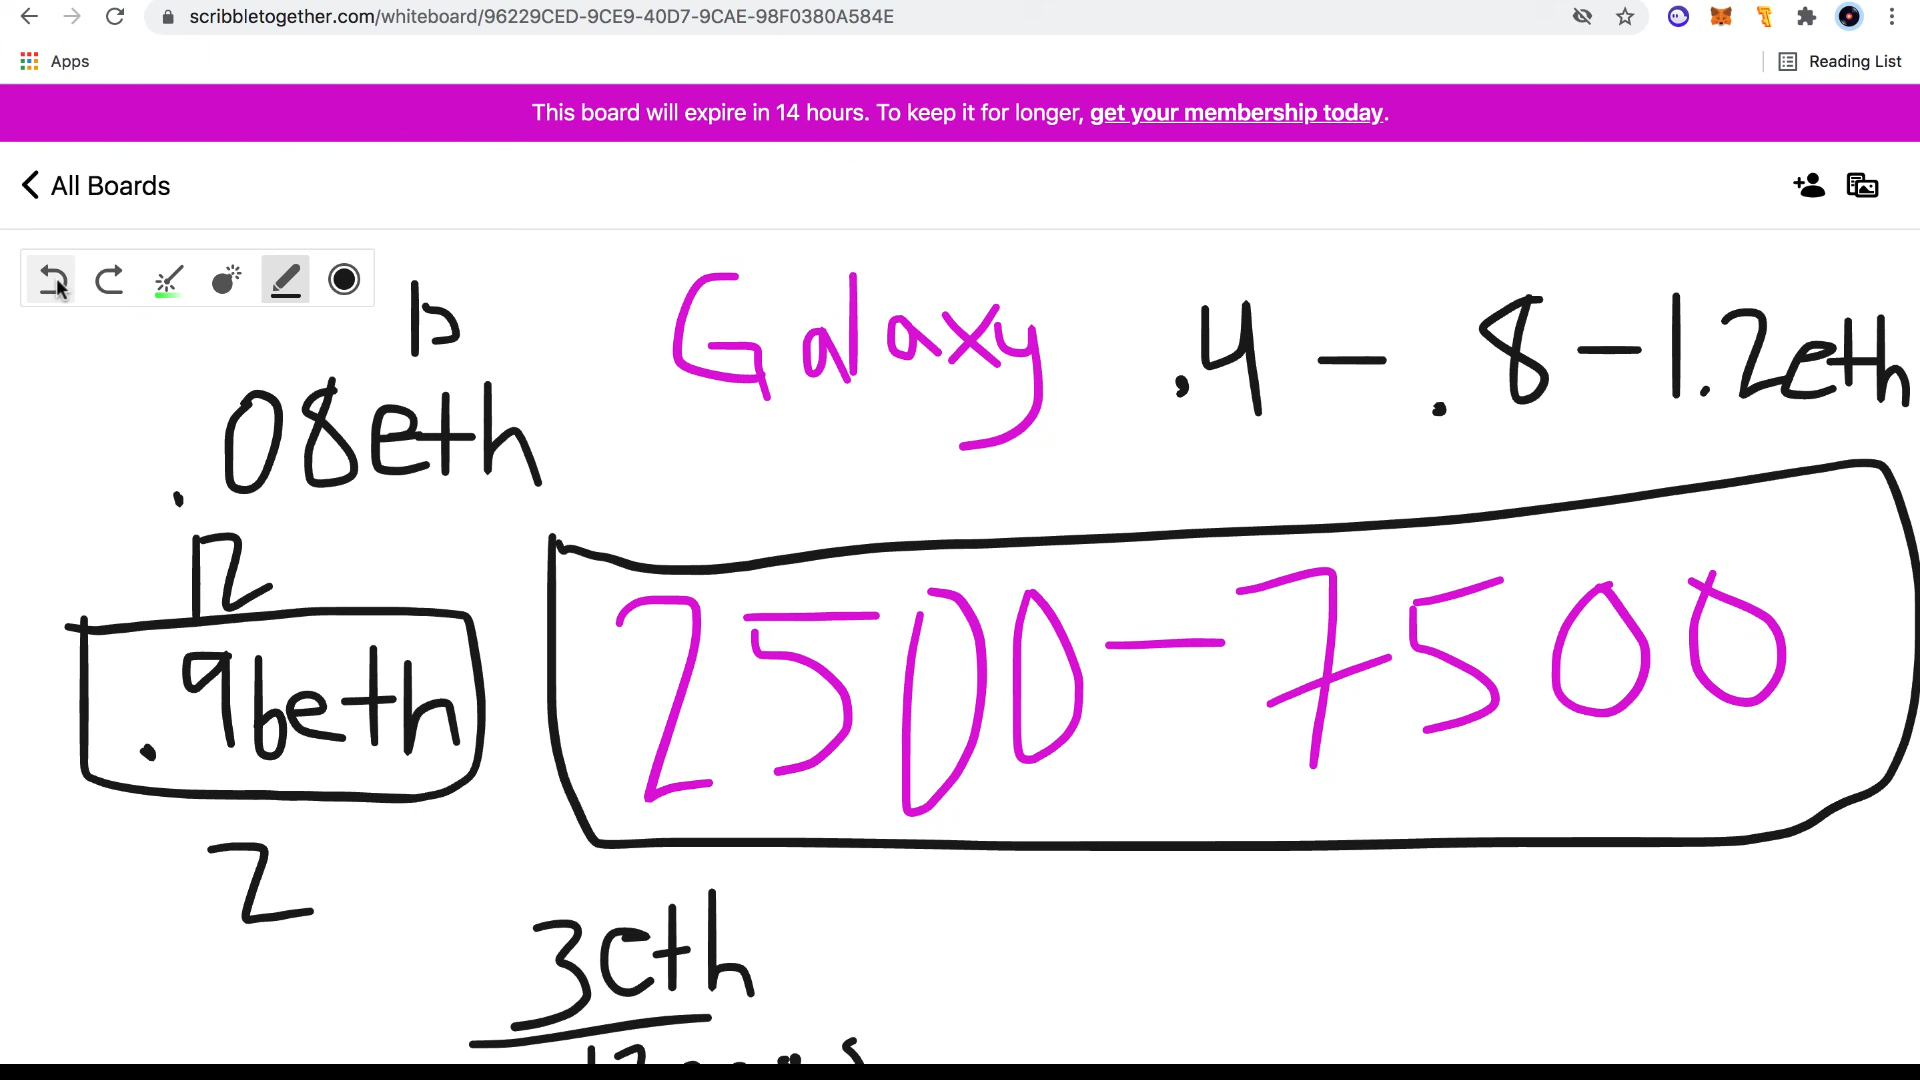 scribbletogether.com/whiteboard/96229CED-9CE9-40D7-9CAE-98F0380A584E
Apps
Reading List
This board will expire in 14 hours. To keep it for longer, get your membership today.
All Boards
Galaxy .4 - .8 - 1.2eth
.08eth
12
.96eth
2500-7500
2
3eth